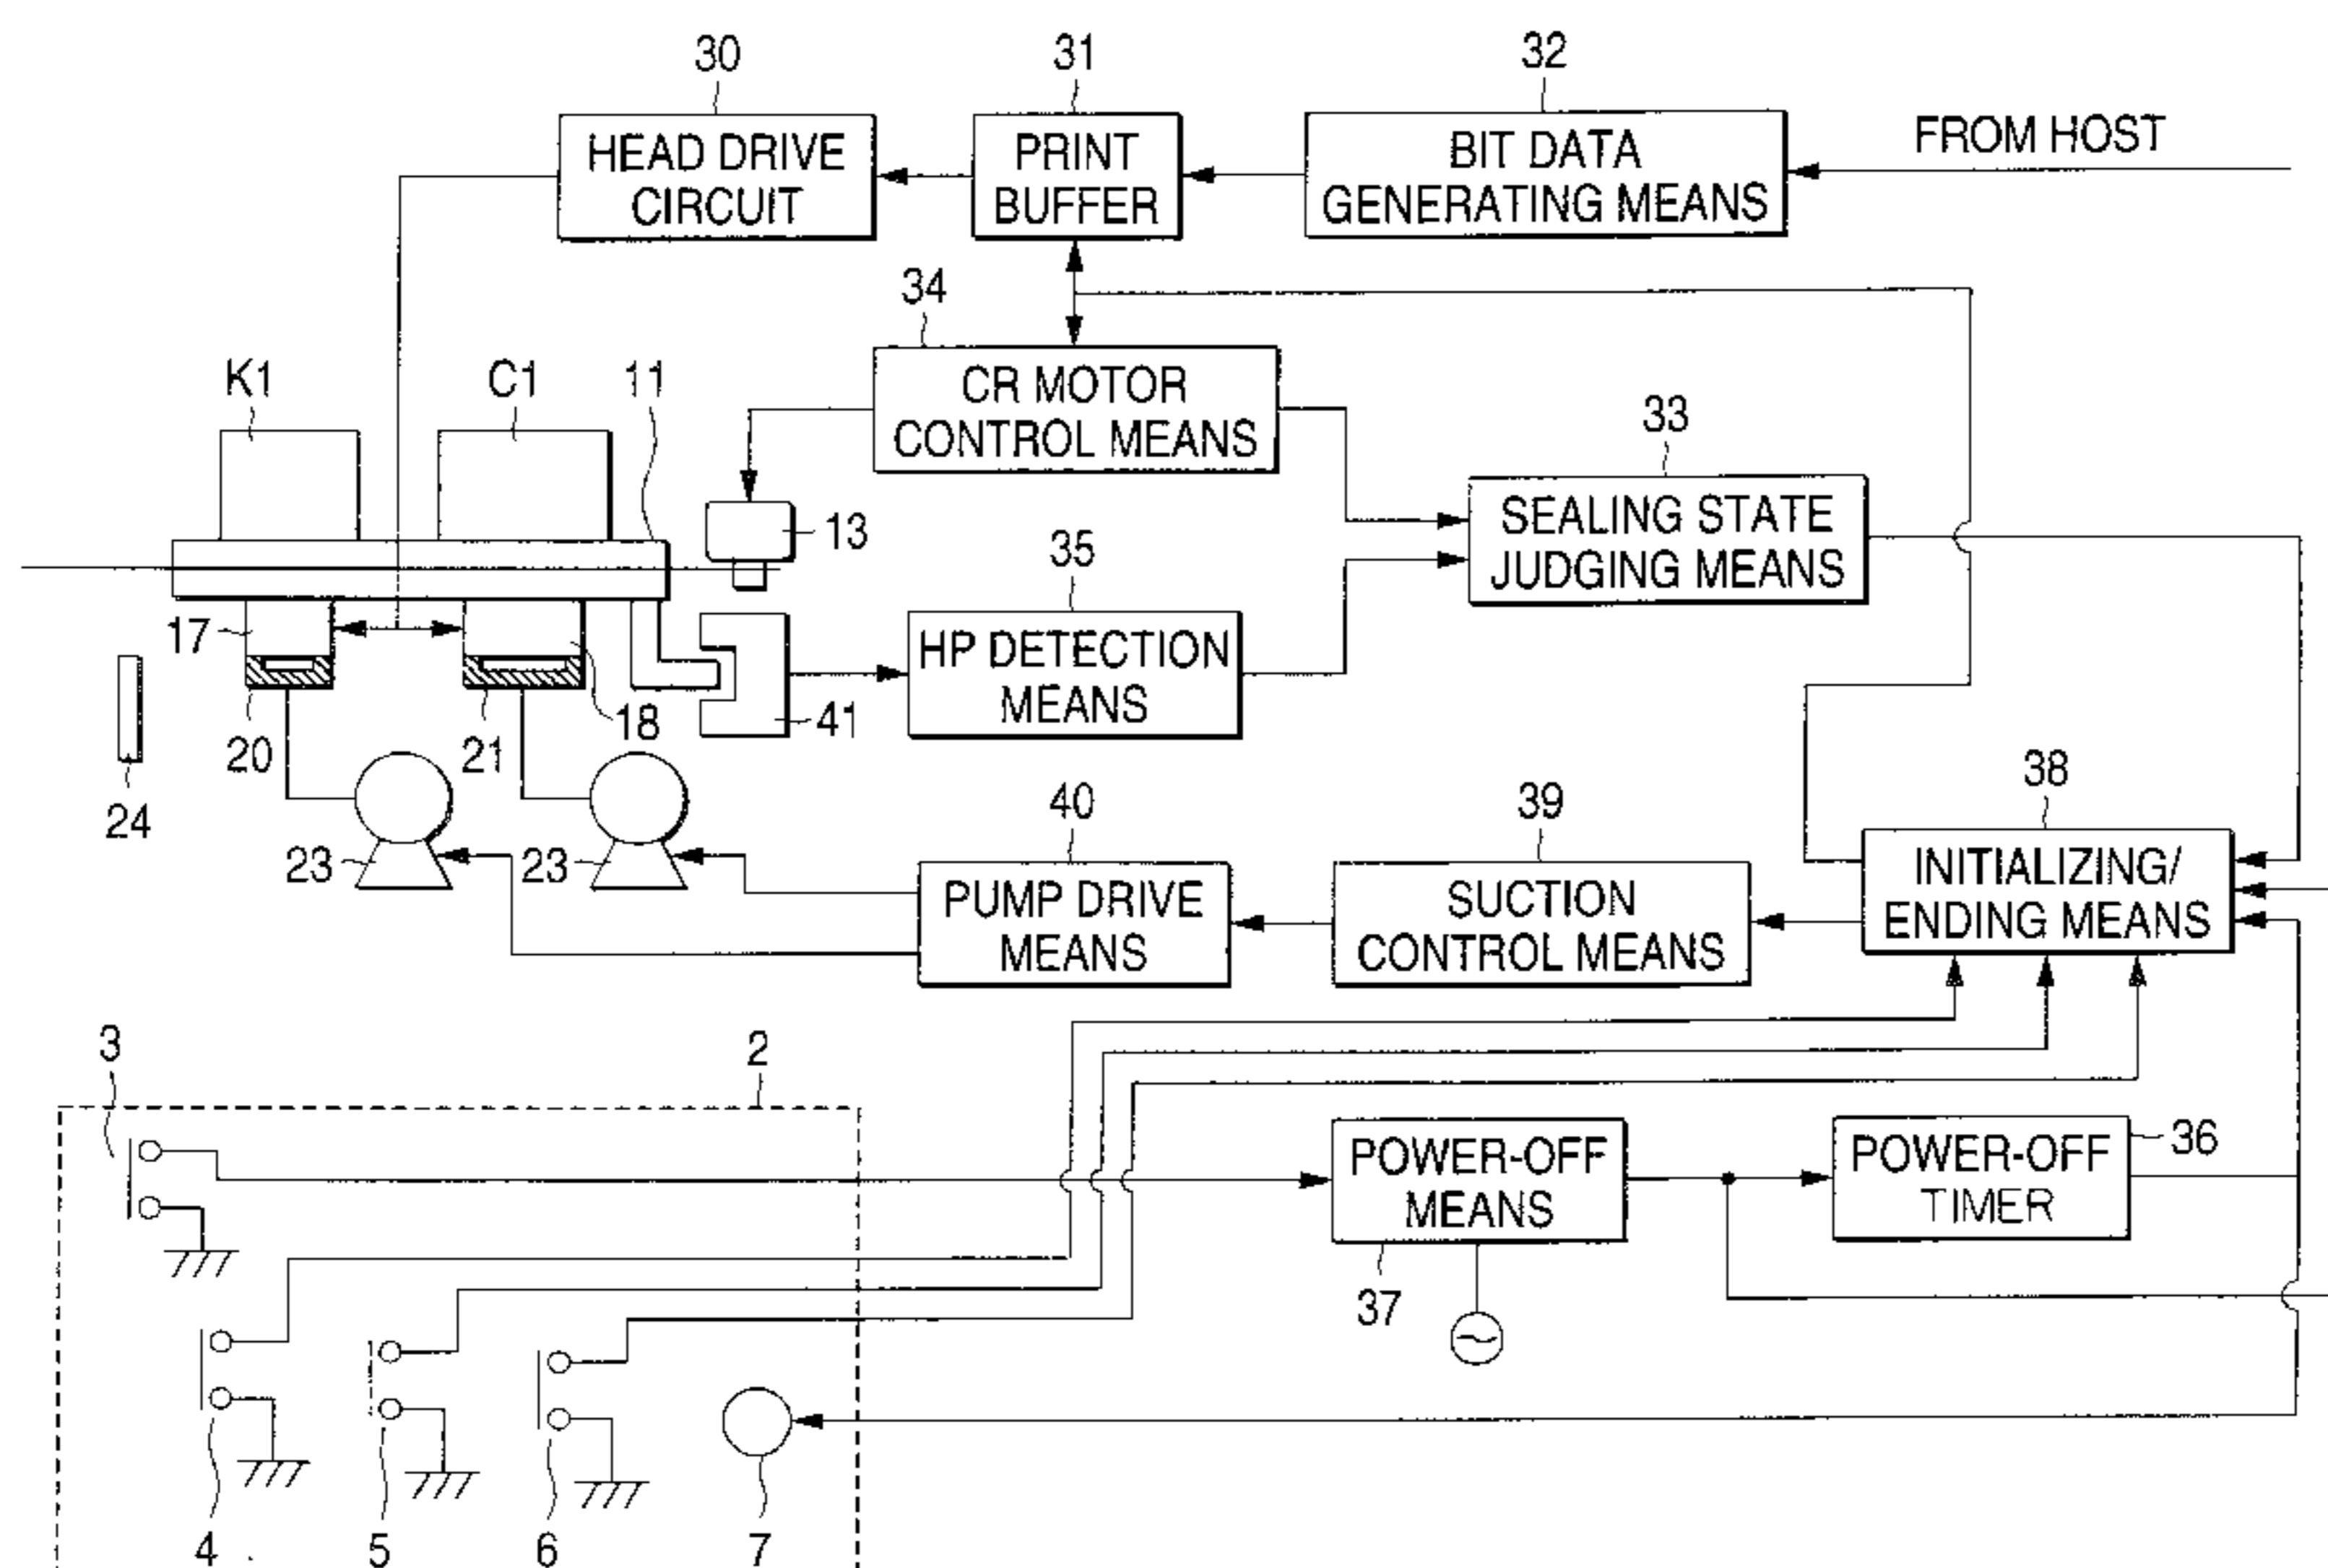 30
31
32
HEAD DRIVE
CIRCUIT
PRINT
BUFFER
BIT DATA
GENERATING MEANS
FROM HOST
34
K1
C1
11
CR MOTOR
CONTROL MEANS
33
13
SEALING STATE
JUDGING MEANS
35
17
HP DETECTION
MEANS
18
41
20
21
24
38
40
39
23
23
PUMP DRIVE
MEANS
SUCTION
CONTROL MEANS
INITIALIZING/
ENDING MEANS
3
2
POWER-OFF
MEANS
POWER-OFF
TIMER
36
37
4
5
6
7